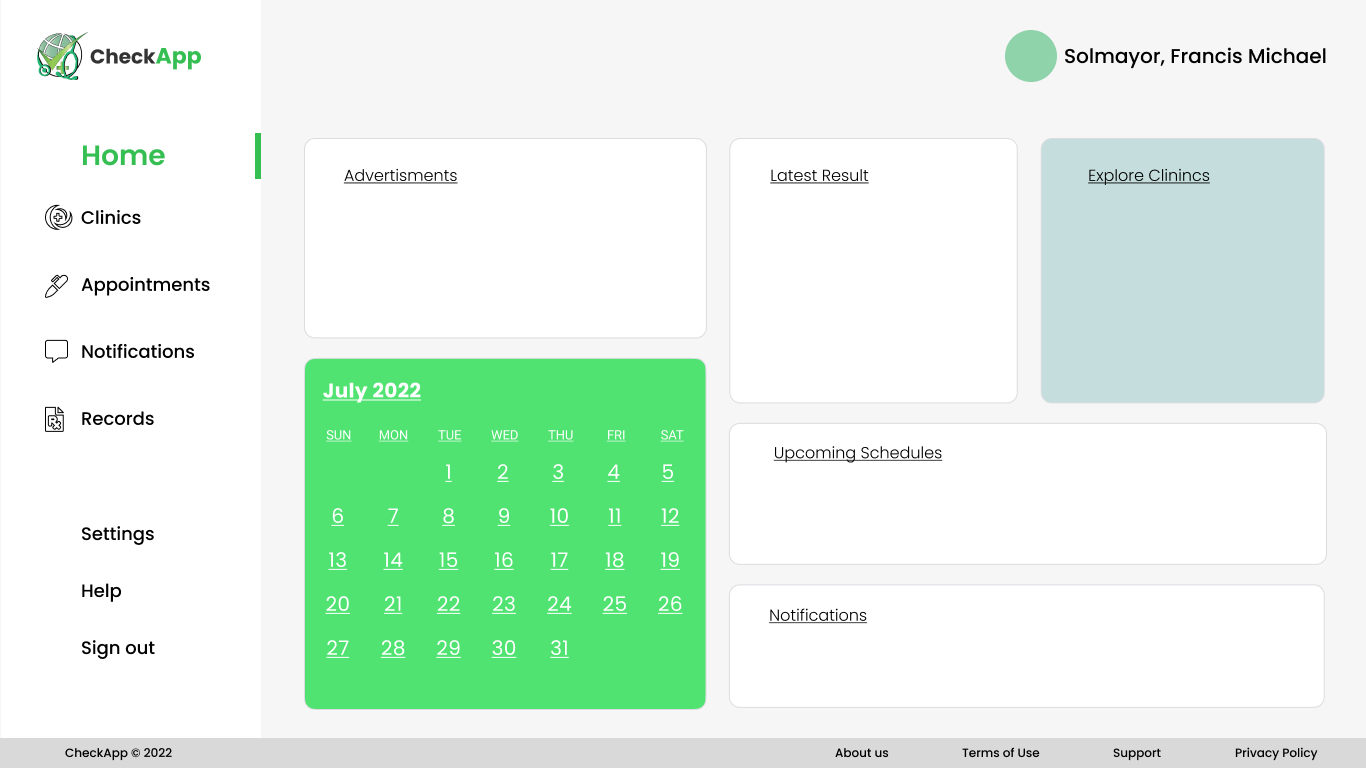 CheckApp
Solmayor, Francis Michael
Home
Clinics
Appointments
Notifications
Records
Settings
Help
Sign out
Advertisments
Latest Result
Explore Clinincs
July 2022
SUN MON TUE WED THU FRI SAT
1 2 3 4 5
6 7 8 9 10 11 12
13 14 15 16 17 18 19
20 21 22 23 24 25 26
27 28 29 30 31
Upcoming Schedules
Notifications
CheckApp © 2022
About us
Terms of Use
Support
Privacy Policy